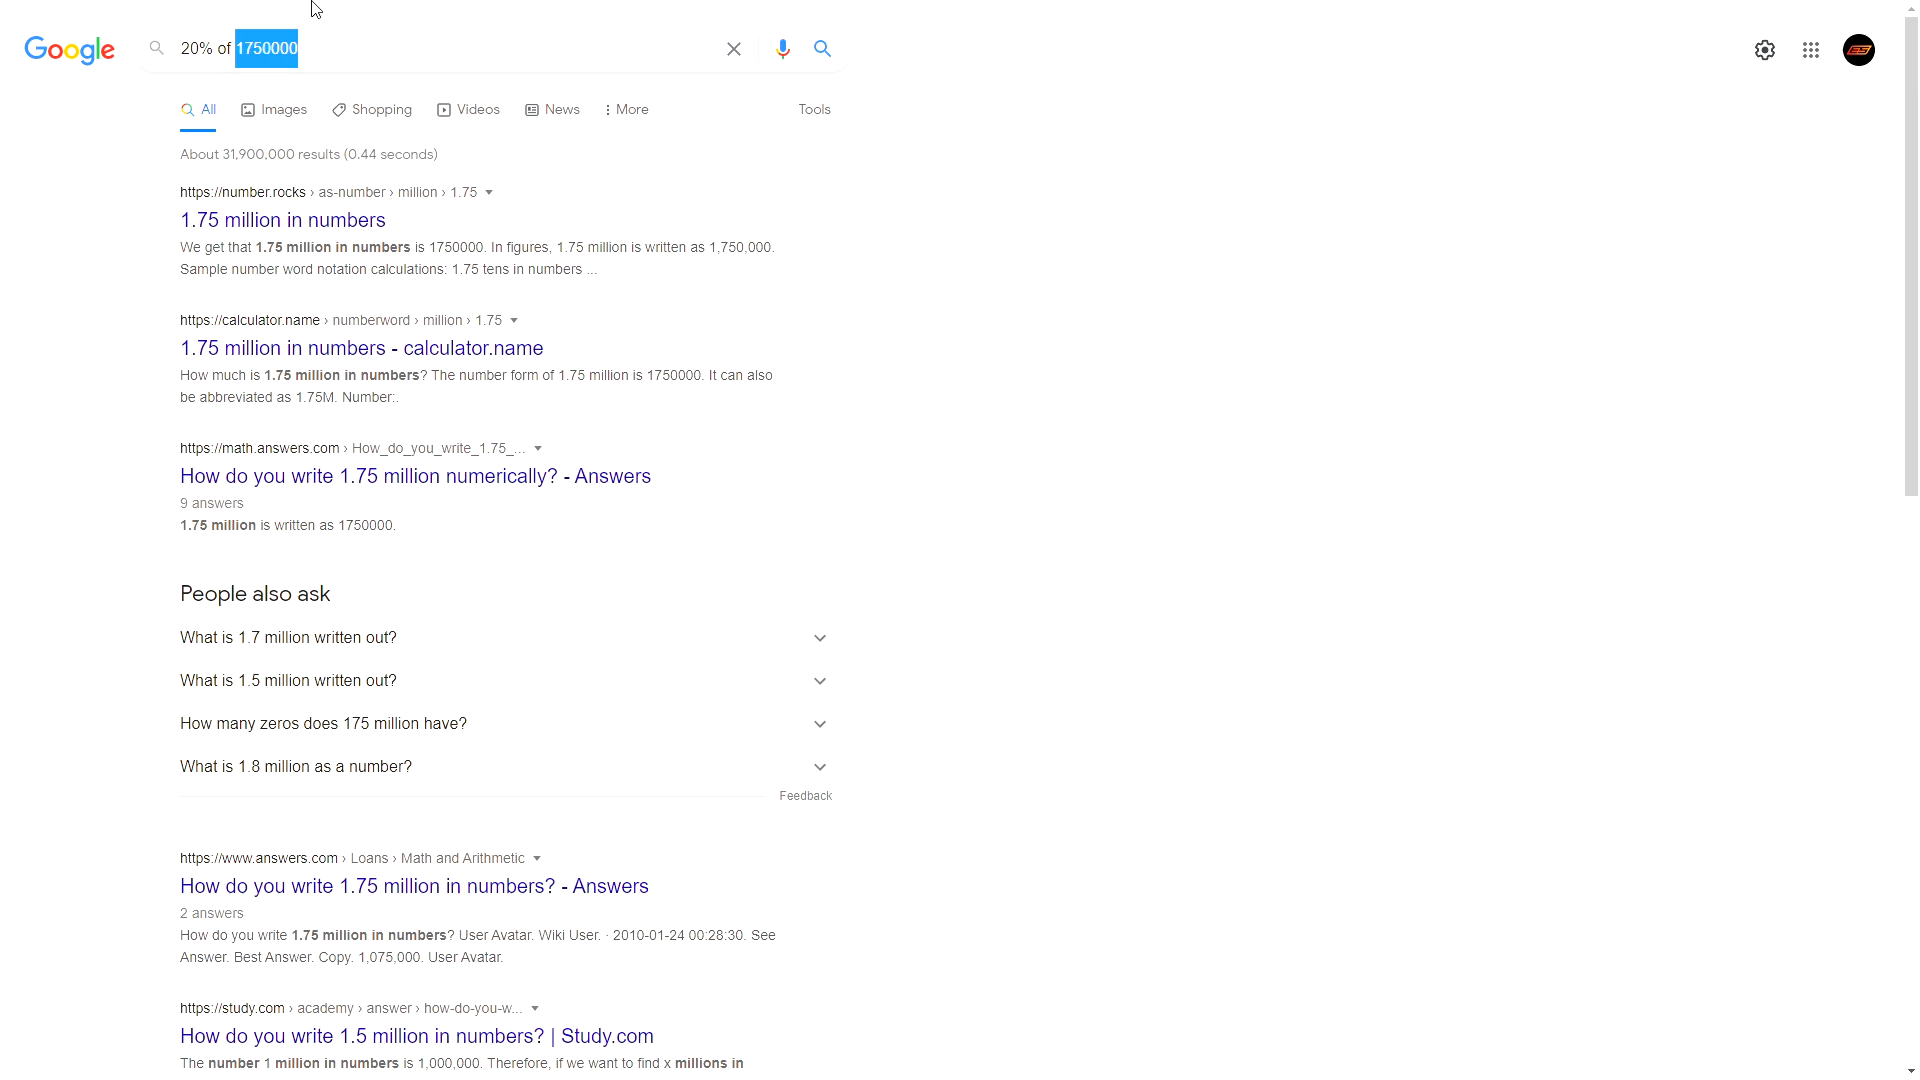 Google
20% of 1750000
All Images Shopping Videos News More Tools
About 31,900,000 results (0.44 seconds)
https://number.rocks › as-number › million › 1.75
1.75 million in numbers
We get that 1.75 million in numbers is 1750000. In figures, 1.75 million is written as 1,750,000.
Sample number word notation calculations: 1.75 tens in numbers ...
https://calculator.name › numberword › million › 1.75
1.75 million in numbers - calculator.name
How much is 1.75 million in numbers? The number form of 1.75 million is 1750000. It can also
be abbreviated as 1.75M. Number:.
https://math.answers.com › How_do_you_write_1.75_...
How do you write 1.75 million numerically? - Answers
9 answers
1.75 million is written as 1750000.
People also ask
What is 1.7 million written out?
What is 1.5 million written out?
How many zeros does 175 million have?
What is 1.8 million as a number?
Feedback
https://www.answers.com › Loans › Math and Arithmetic
How do you write 1.75 million in numbers? - Answers
2 answers
How do you write 1.75 million in numbers? User Avatar. Wiki User. · 2010-01-24 00:28:30. See
Answer. Best Answer. Copy. 1,075,000. User Avatar.
https://study.com › academy › answer › how-do-you-w...
How do you write 1.5 million in numbers? | Study.com
The number 1 million in numbers is 1,000,000. Therefore, if we want to find x millions in